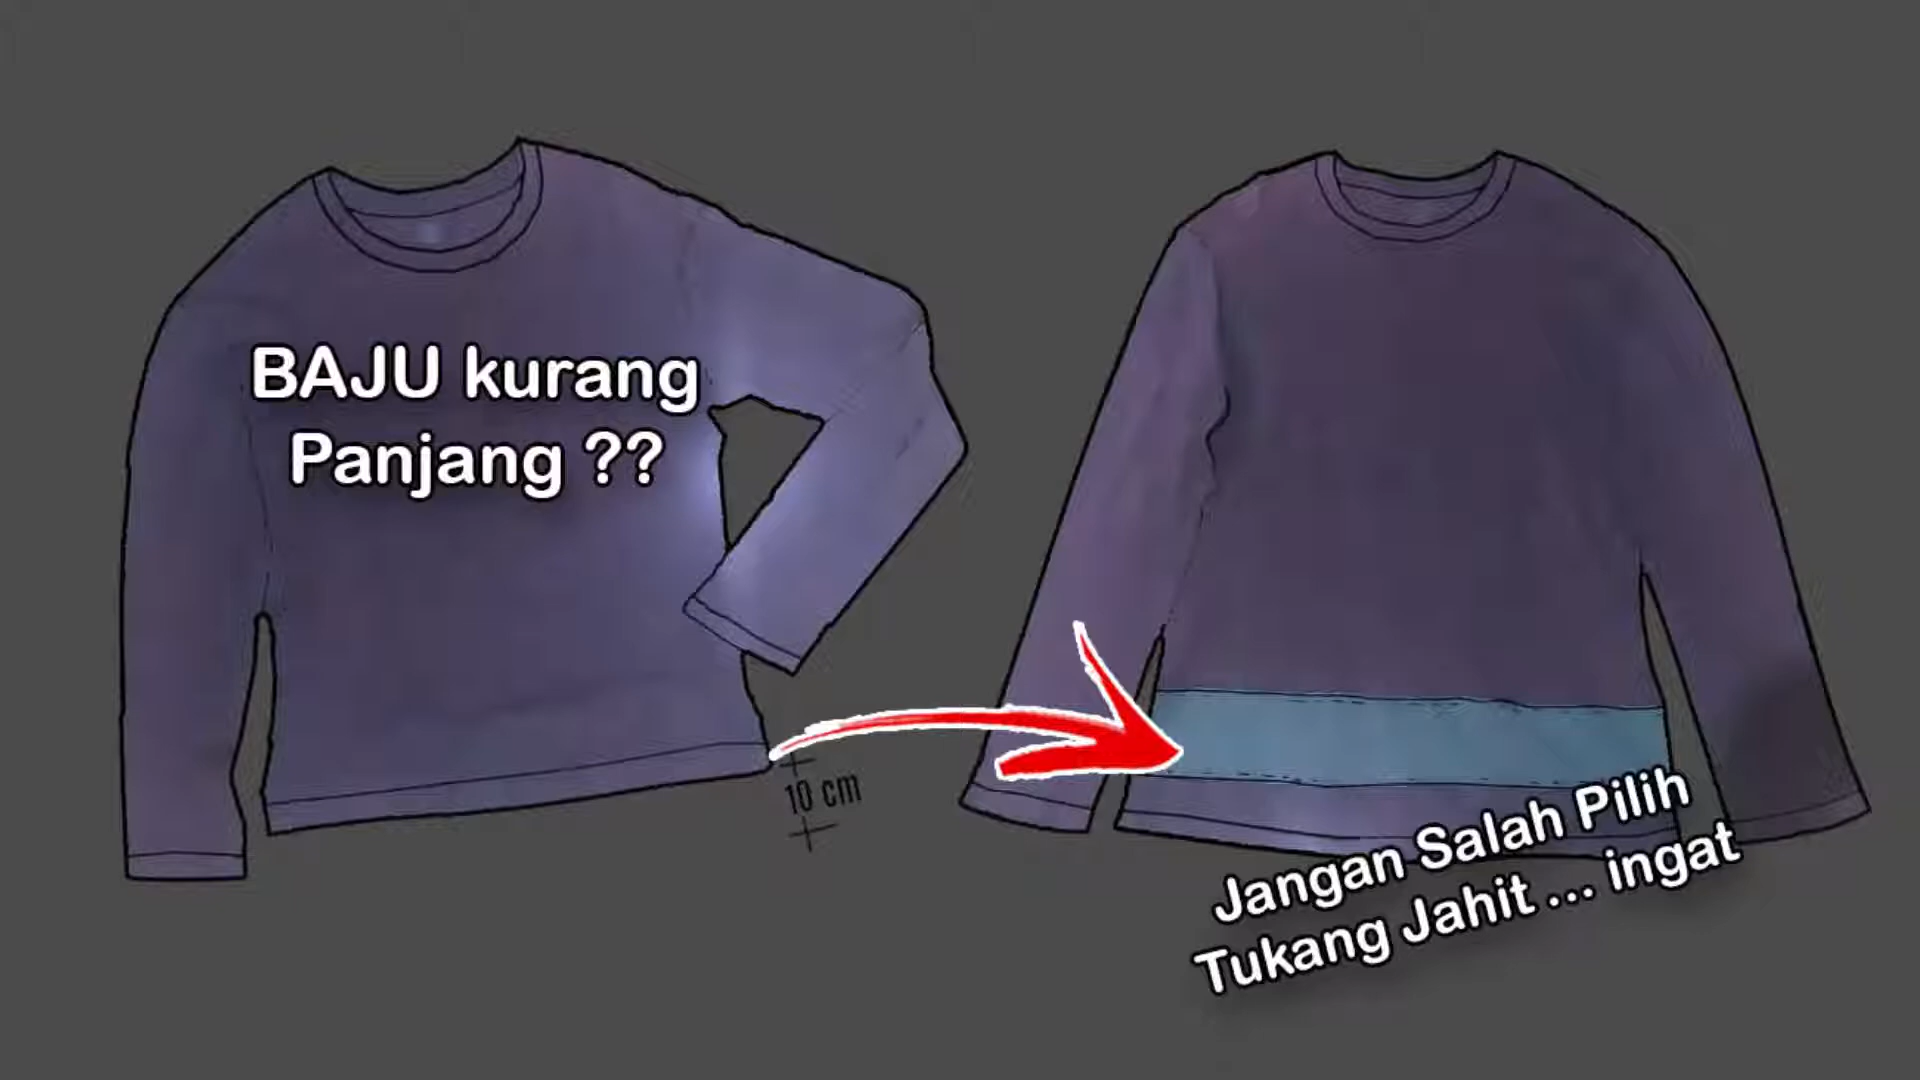 BAJU kurang
Panjang ??
10 cm
Jangan Salah Pilih
Tukang Jahit ... ingat